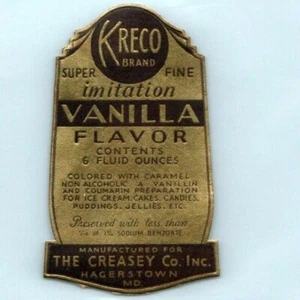 KRECO
BRAND
SUPER FINE
imitation
VANILLA
FLAVOR
CONTENTS
6 FLUID OUNCES
COLORED WITH CARAMEL
NON ALCOHOLIC A VANILLIN
AND COUMARIN PREPARATION
FOR ICE CREAM, CAKES, CANDIES,
PUDDINGS, JELLIES, ETC.
Preserved with less than
OF 1% SODIUM BENZOATE
MANUFACTURED FOR
THE CREASEY Co. Inc.
HAGERSTOWN
MD.